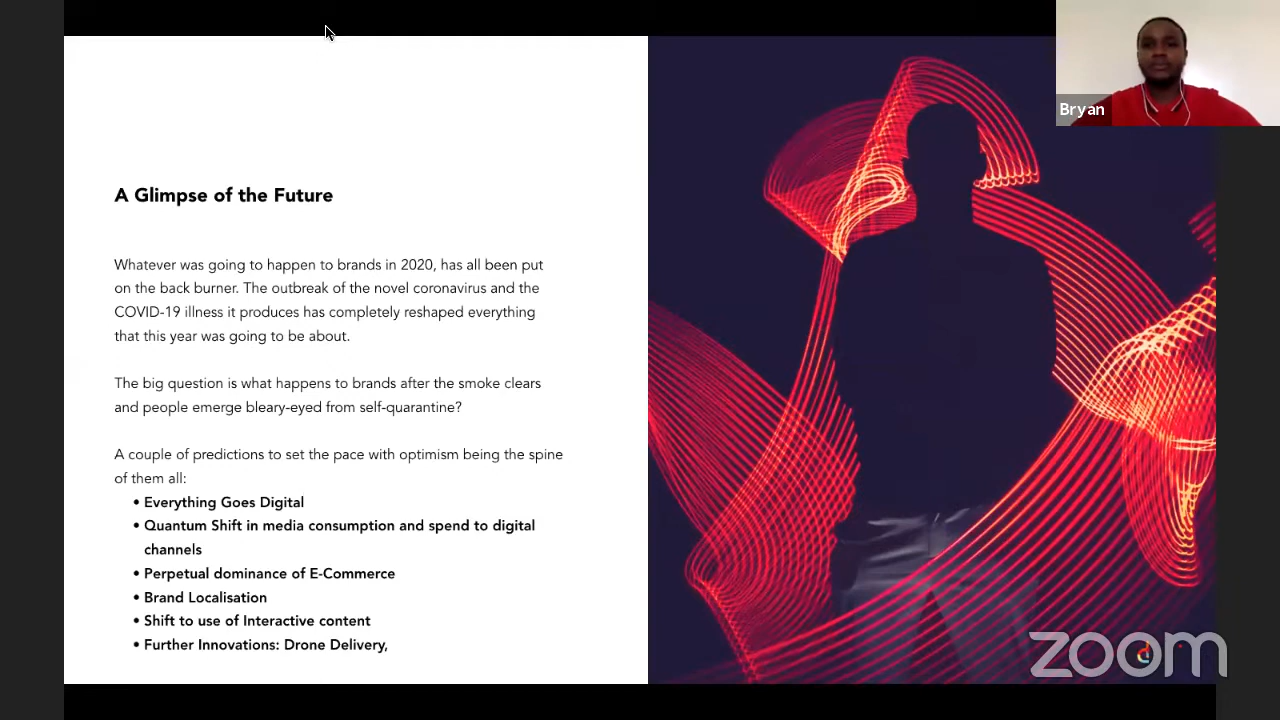 Bryan
A Glimpse of the Future
Whatever was going to happen to brands in 2020, has all been put
on the back burner. The outbreak of the novel coronavirus and the
COVID-19 illness it produces has completely reshaped everything
that this year was going to be about.
The big question is what happens to brands after the smoke clears
and people emerge bleary-eyed from self-quarantine?
A couple of predictions to set the pace with optimism being the spine
of them all:
• Everything Goes Digital
• Quantum Shift in media consumption and spend to digital
channels
• Perpetual dominance of E-Commerce
• Brand Localisation
• Shift to use of Interactive content
• Further Innovations: Drone Delivery,
zoom